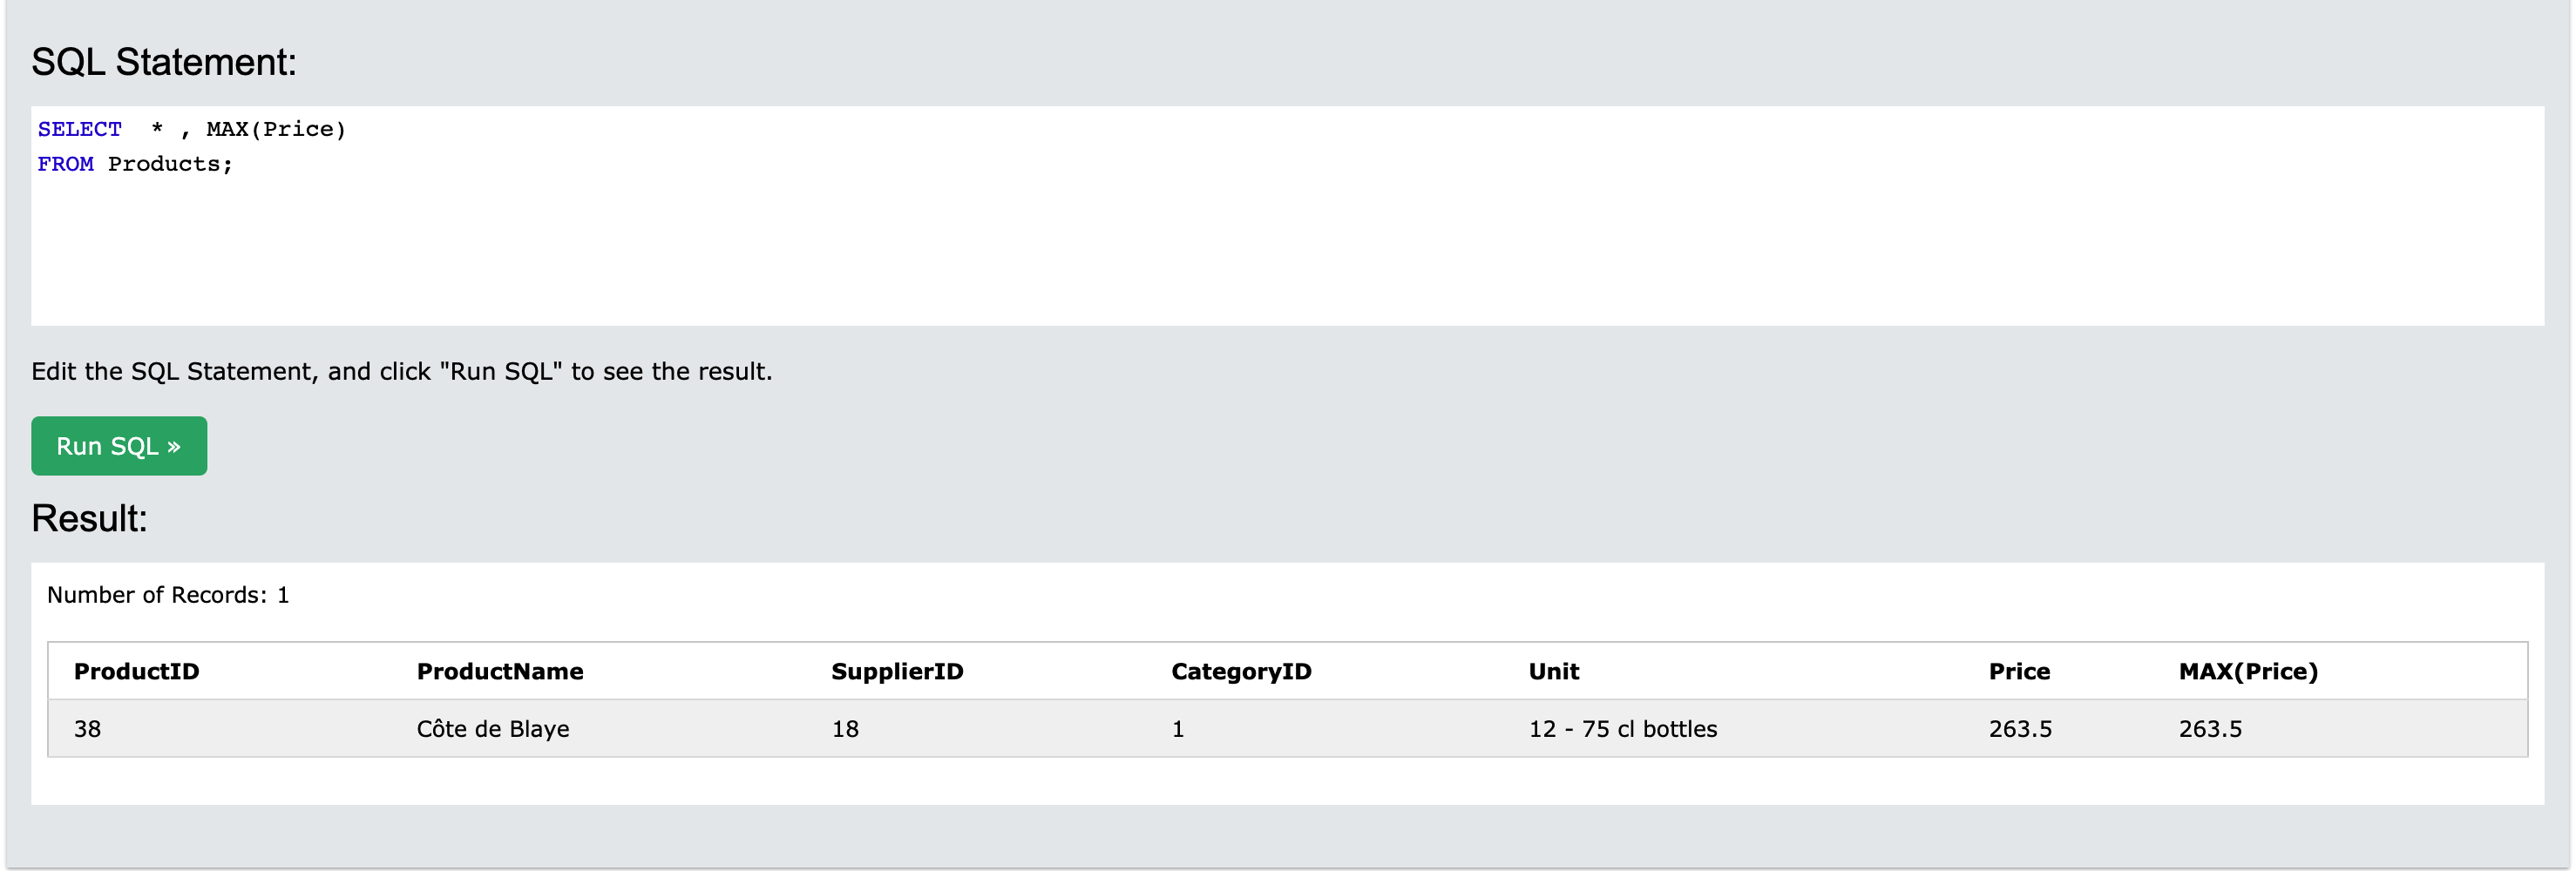 SQL Statement:
SELECT  * , MAX(Price)
FROM Products;
Edit the SQL Statement, and click "Run SQL" to see the result.
Run SQL »
Result:
Number of Records: 1
ProductID ProductName SupplierID CategoryID Unit Price MAX(Price)
38 Côte de Blaye 18 1 12 - 75 cl bottles 263.5 263.5